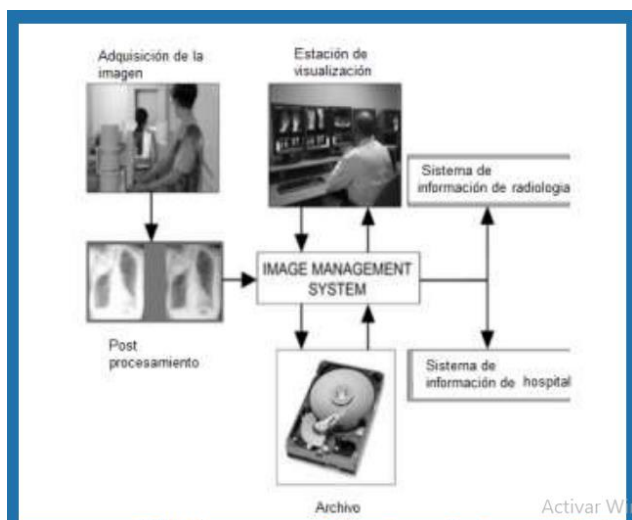 Adquisición de la
imagen
Estación de
visualización
Sistema de
información de radiologia
IMAGE MANAGEMENT
SYSTEM
Post
procesamiento
Sistema de
información de hospital
Archivo
Activar